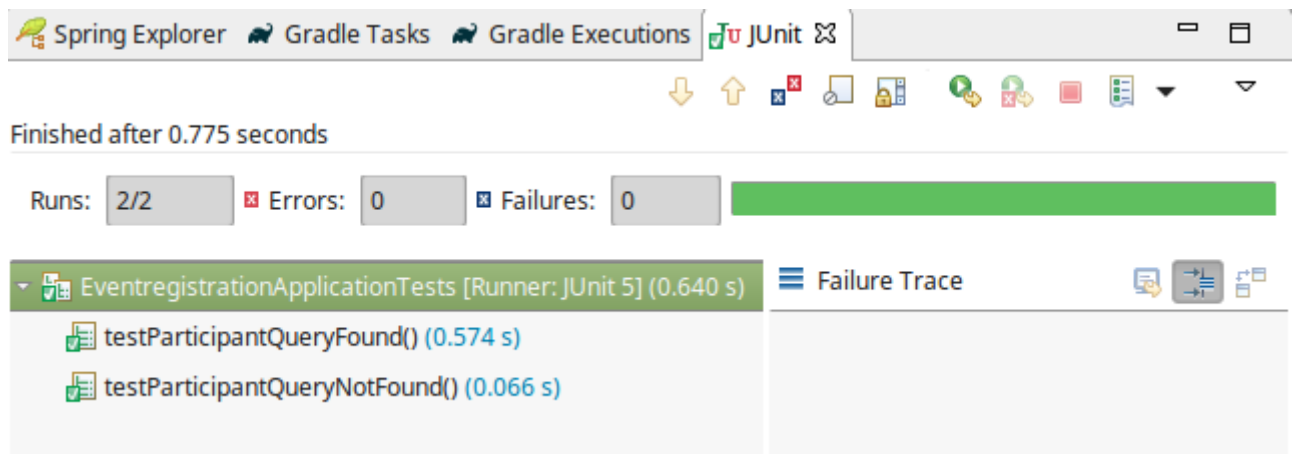 Spring Explorer Gradle Tasks Gradle Executions JUnit
Finished after 0.775 seconds
Runs: 2/2 Errors: 0 Failures: 0
EventregistrationApplicationTests [Runner: JUnit 5] (0.640 s) Failure Trace
testParticipantQueryFound() (0.574 s)
testParticipantQueryNotFound() (0.066 s)